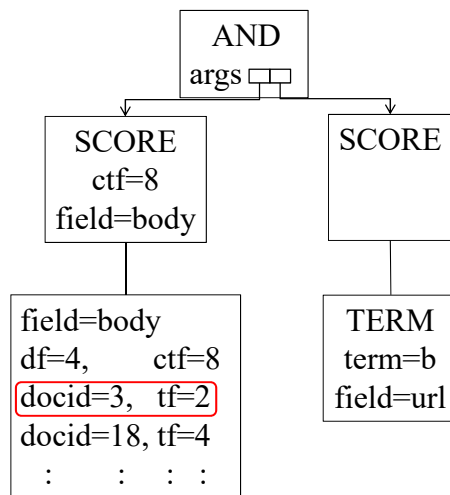 AND
args
SCORE
ctf=8
field=body
SCORE
field=body
df=4, ctf=8
docid=3, tf=2
docid=18, tf=4
: : : :
TERM
term=b
field=url